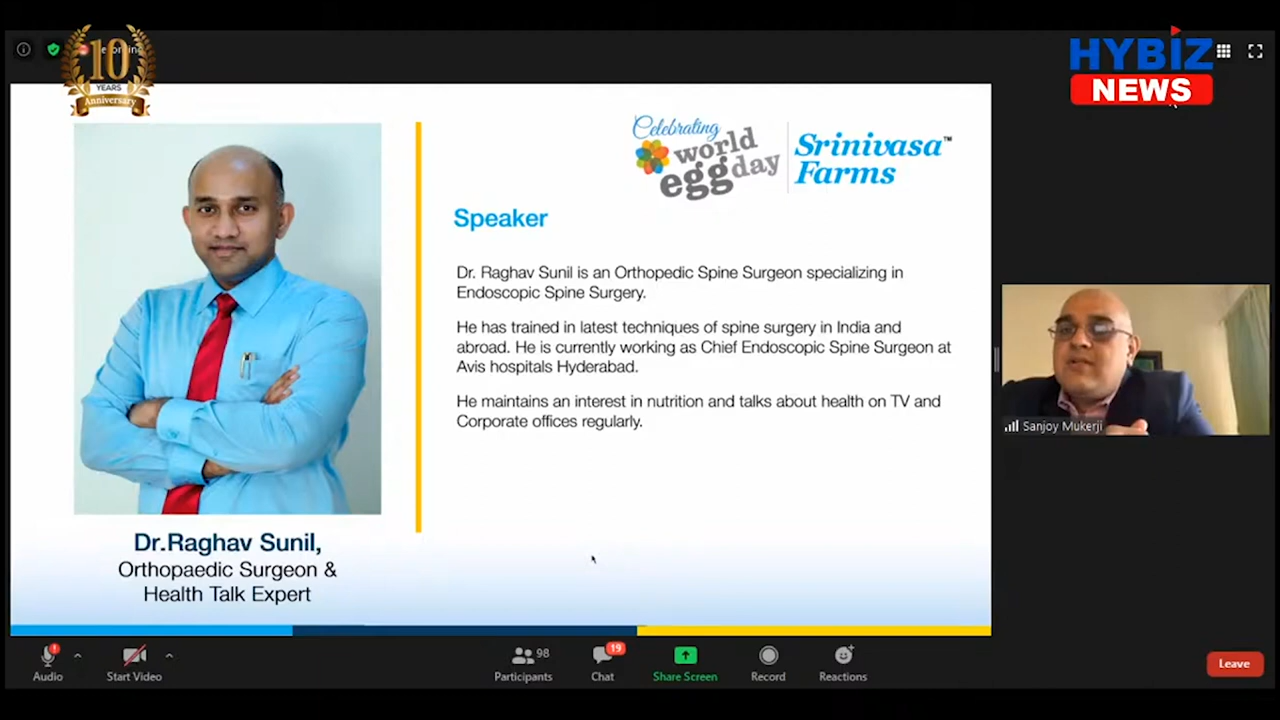 10
YEARS
Anniversary
HYBIZ
NEWS
Celebrating
world
egg day
Srinivasa™
Farms
Speaker
Dr. Raghav Sunil is an Orthopedic Spine Surgeon specializing in
Endoscopic Spine Surgery.
He has trained in latest techniques of spine surgery in India and
abroad. He is currently working as Chief Endoscopic Spine Surgeon at
Avis hospitals Hyderabad.
He maintains an interest in nutrition and talks about health on TV and
Corporate offices regularly.
Dr.Raghav Sunil,
Orthopaedic Surgeon &
Health Talk Expert
Sanjoy Mukerji
98
19
Audio
Start Video
Participants
Chat
Share Screen
Record
Reactions
Leave